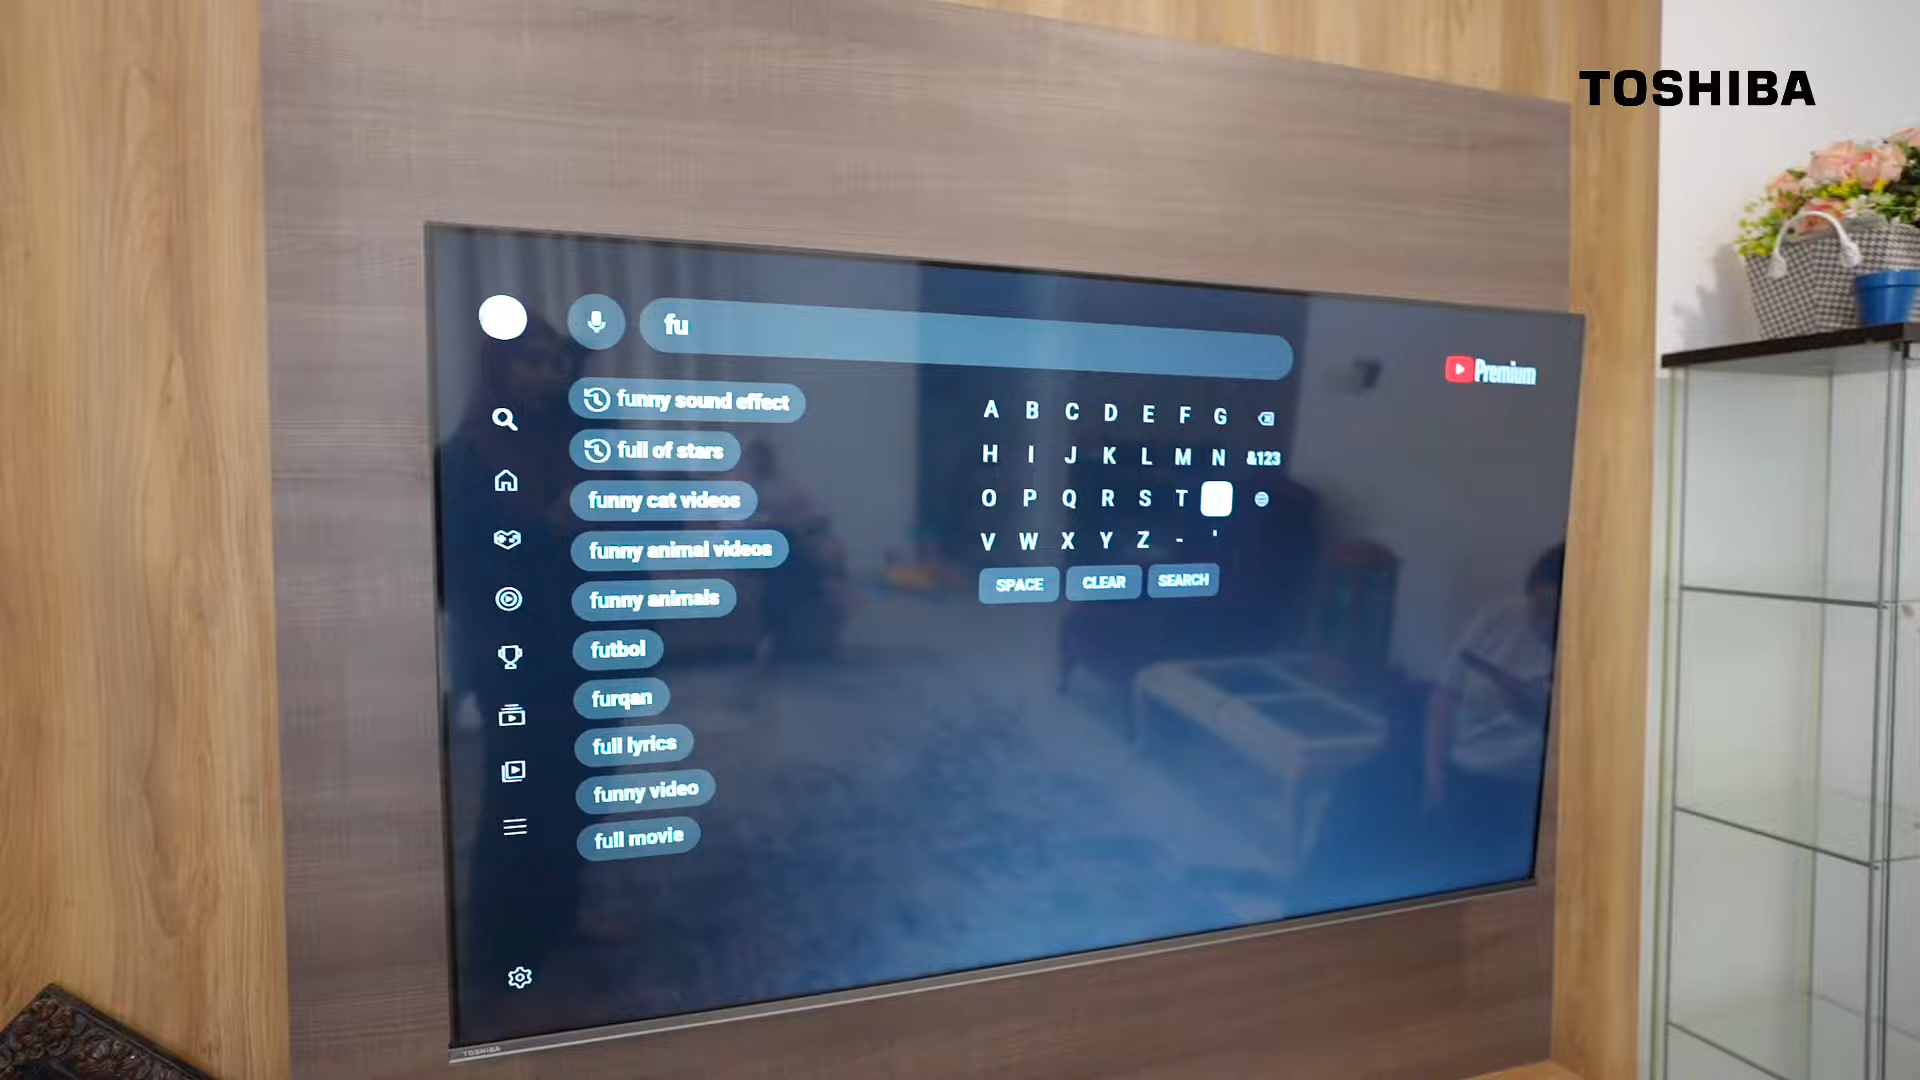 TOSHIBA
fu
Premium
funny sound effect
full of stars
funny cat videos
funny animal videos
funny animals
futbol
furqan
full lyrics
funny video
full movie
A B C D E F G
H I J K L M N &123
O P Q R S T
V W X Y Z - '
SPACE CLEAR SEARCH
TOSHIBA